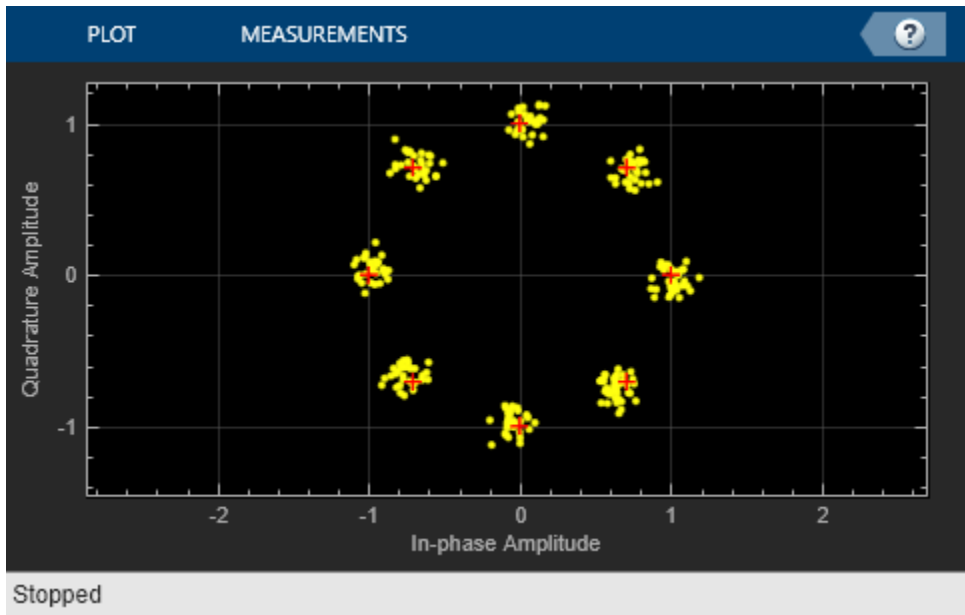 PLOT MEASUREMENTS ?
Quadrature Amplitude
1
0
-1
-2 -1 0 1 2
In-phase Amplitude
Stopped